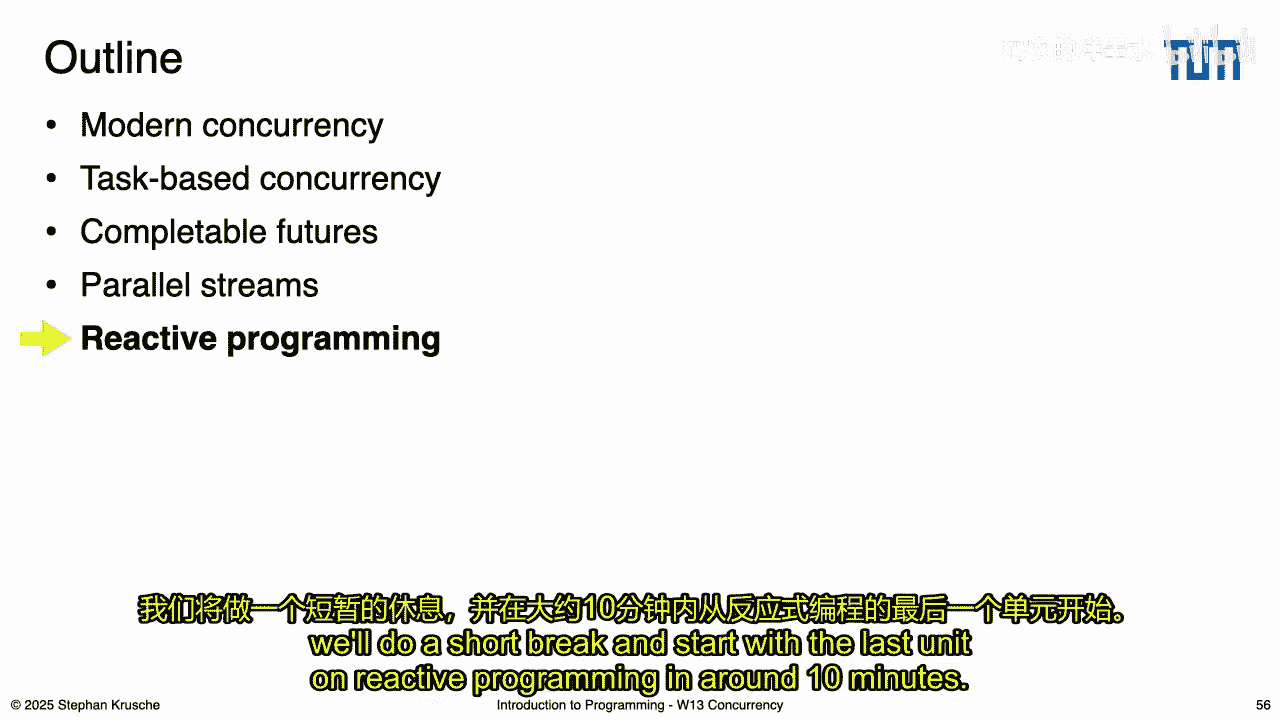 Outline
• Modern concurrency
• Task-based concurrency
• Completable futures
• Parallel streams
• Reactive programming
我们将做一个短暂的休息，并在大约10分钟内从反应式编程的最后一个单元开始。
we'll do a short break and start with the last unit
on reactive programming in around 10 minutes.
© 2025 Stephan Krusche
Introduction to Programming - W13 Concurrency
56